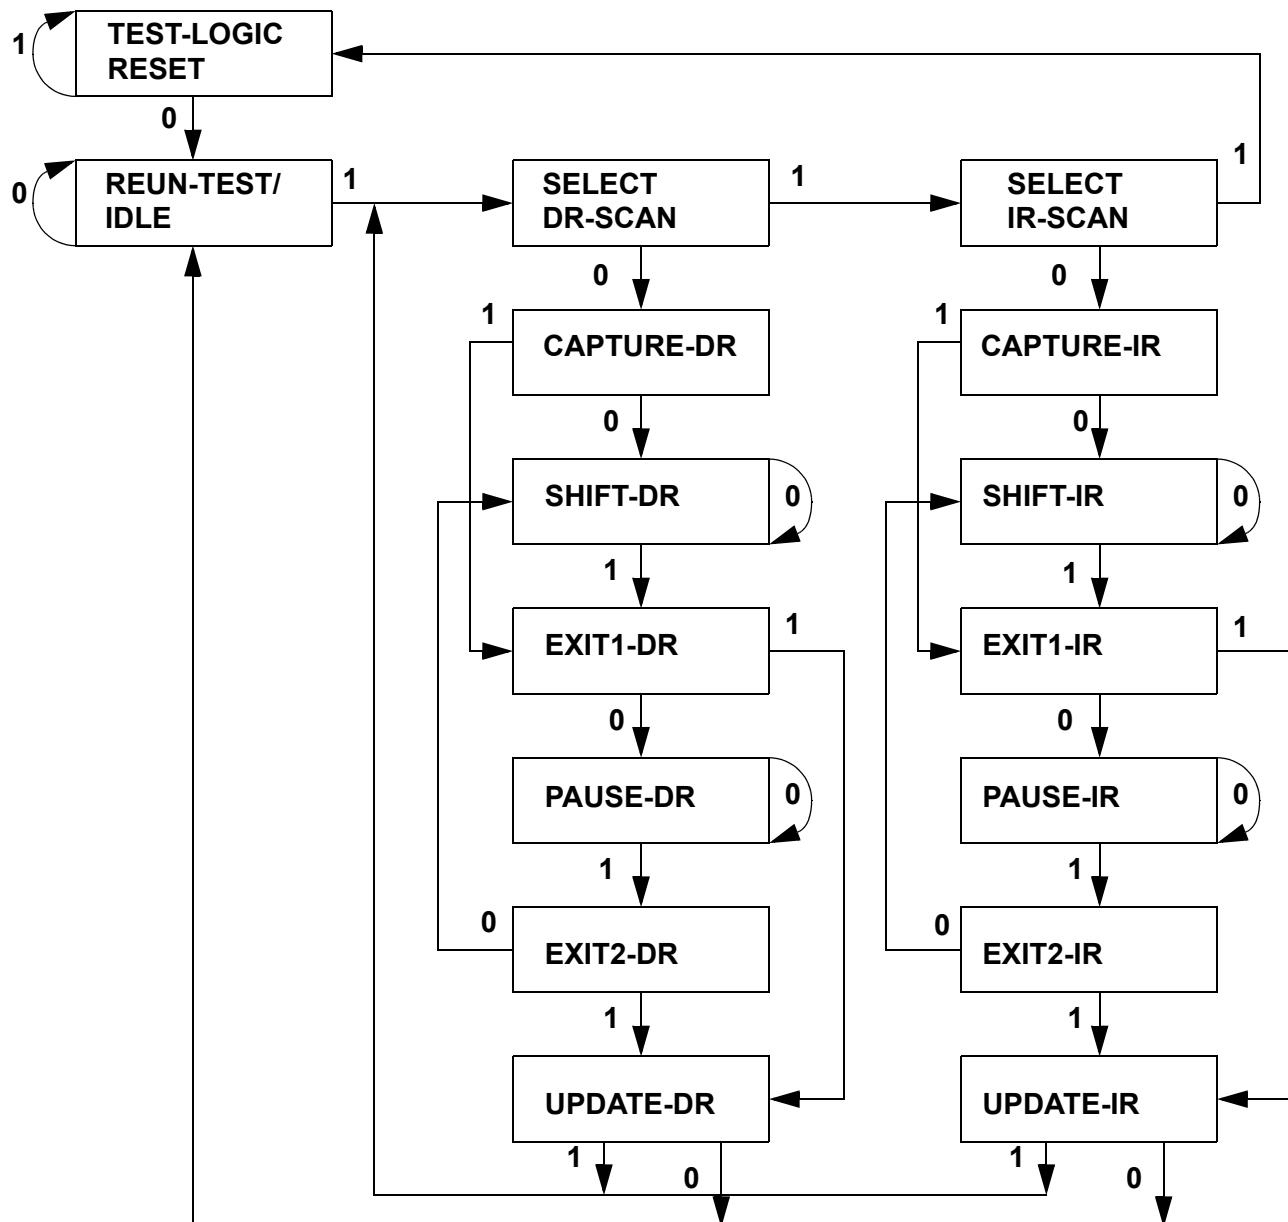 TEST-LOGIC
RESET
1
0
REUN-TEST/
IDLE
0
1
SELECT
DR-SCAN
1
SELECT
IR-SCAN
1
0
0
1
CAPTURE-DR
1
CAPTURE-IR
0
0
SHIFT-DR
0
SHIFT-IR
0
1
1
EXIT1-DR
1
EXIT1-IR
1
0
0
PAUSE-DR
0
PAUSE-IR
0
1
1
0
EXIT2-DR
0
EXIT2-IR
1
1
UPDATE-DR
UPDATE-IR
1
0
1
0